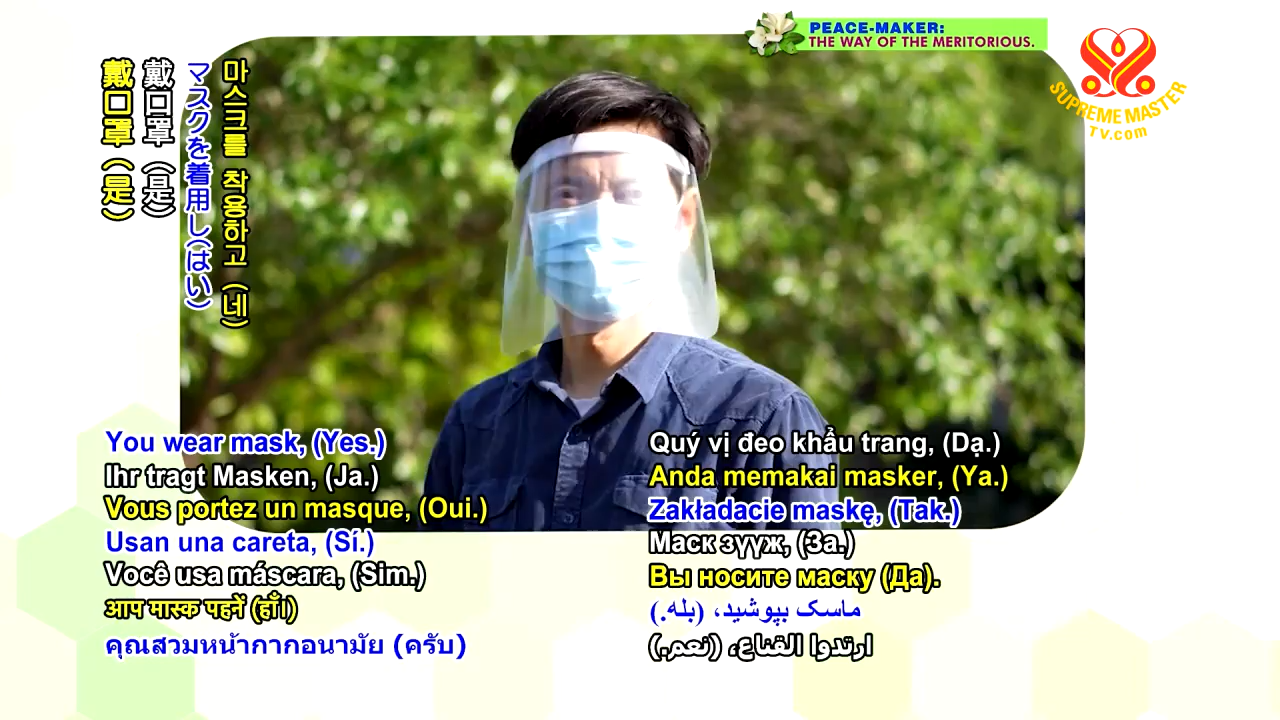 PEACE-MAKER:
THE WAY OF THE MERITORIOUS.
SUPREME MASTER
TV.com
戴口罩（是）
戴口罩（是）
マスクを着用し(はい)
마스크를 착용하고 (네)
You wear mask, (Yes.)
Ihr tragt Masken, (Ja.)
Vous portez un masque, (Oui.)
Usan una careta, (Sí.)
Você usa máscara, (Sim.)
आप मास्क पहनें (हाँ।)
คุณสวมหน้ากากอนามัย (ครับ)
Quý vị đeo khẩu trang, (Dạ.)
Anda memakai masker, (Ya.)
Zakładacie maskę, (Tak.)
Маск зүүж, (За.)
Вы носите маску (Да).
ماسک بپوشید، (بله.)
ارتدوا القناع، (نعم.)